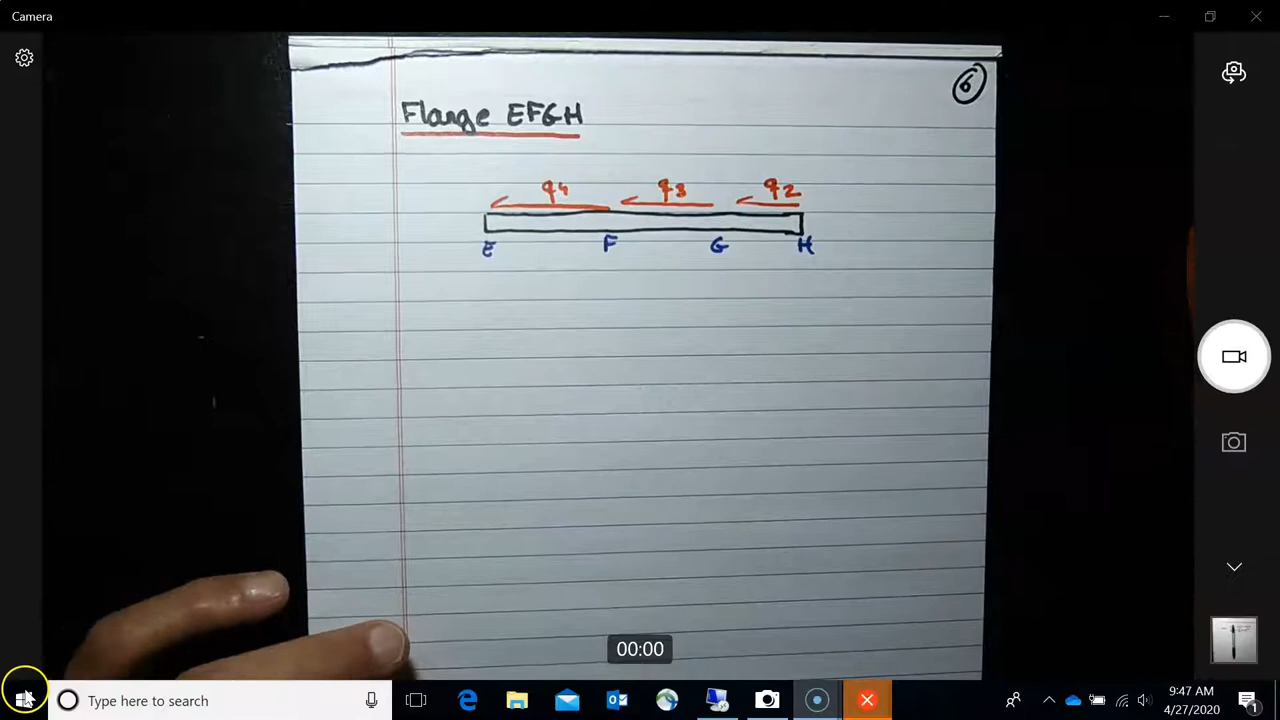 Camera
6
Flange EFGH
q4 q3 q2
E F G H
00:00
Type here to search
9:47 AM
4/27/2020
1